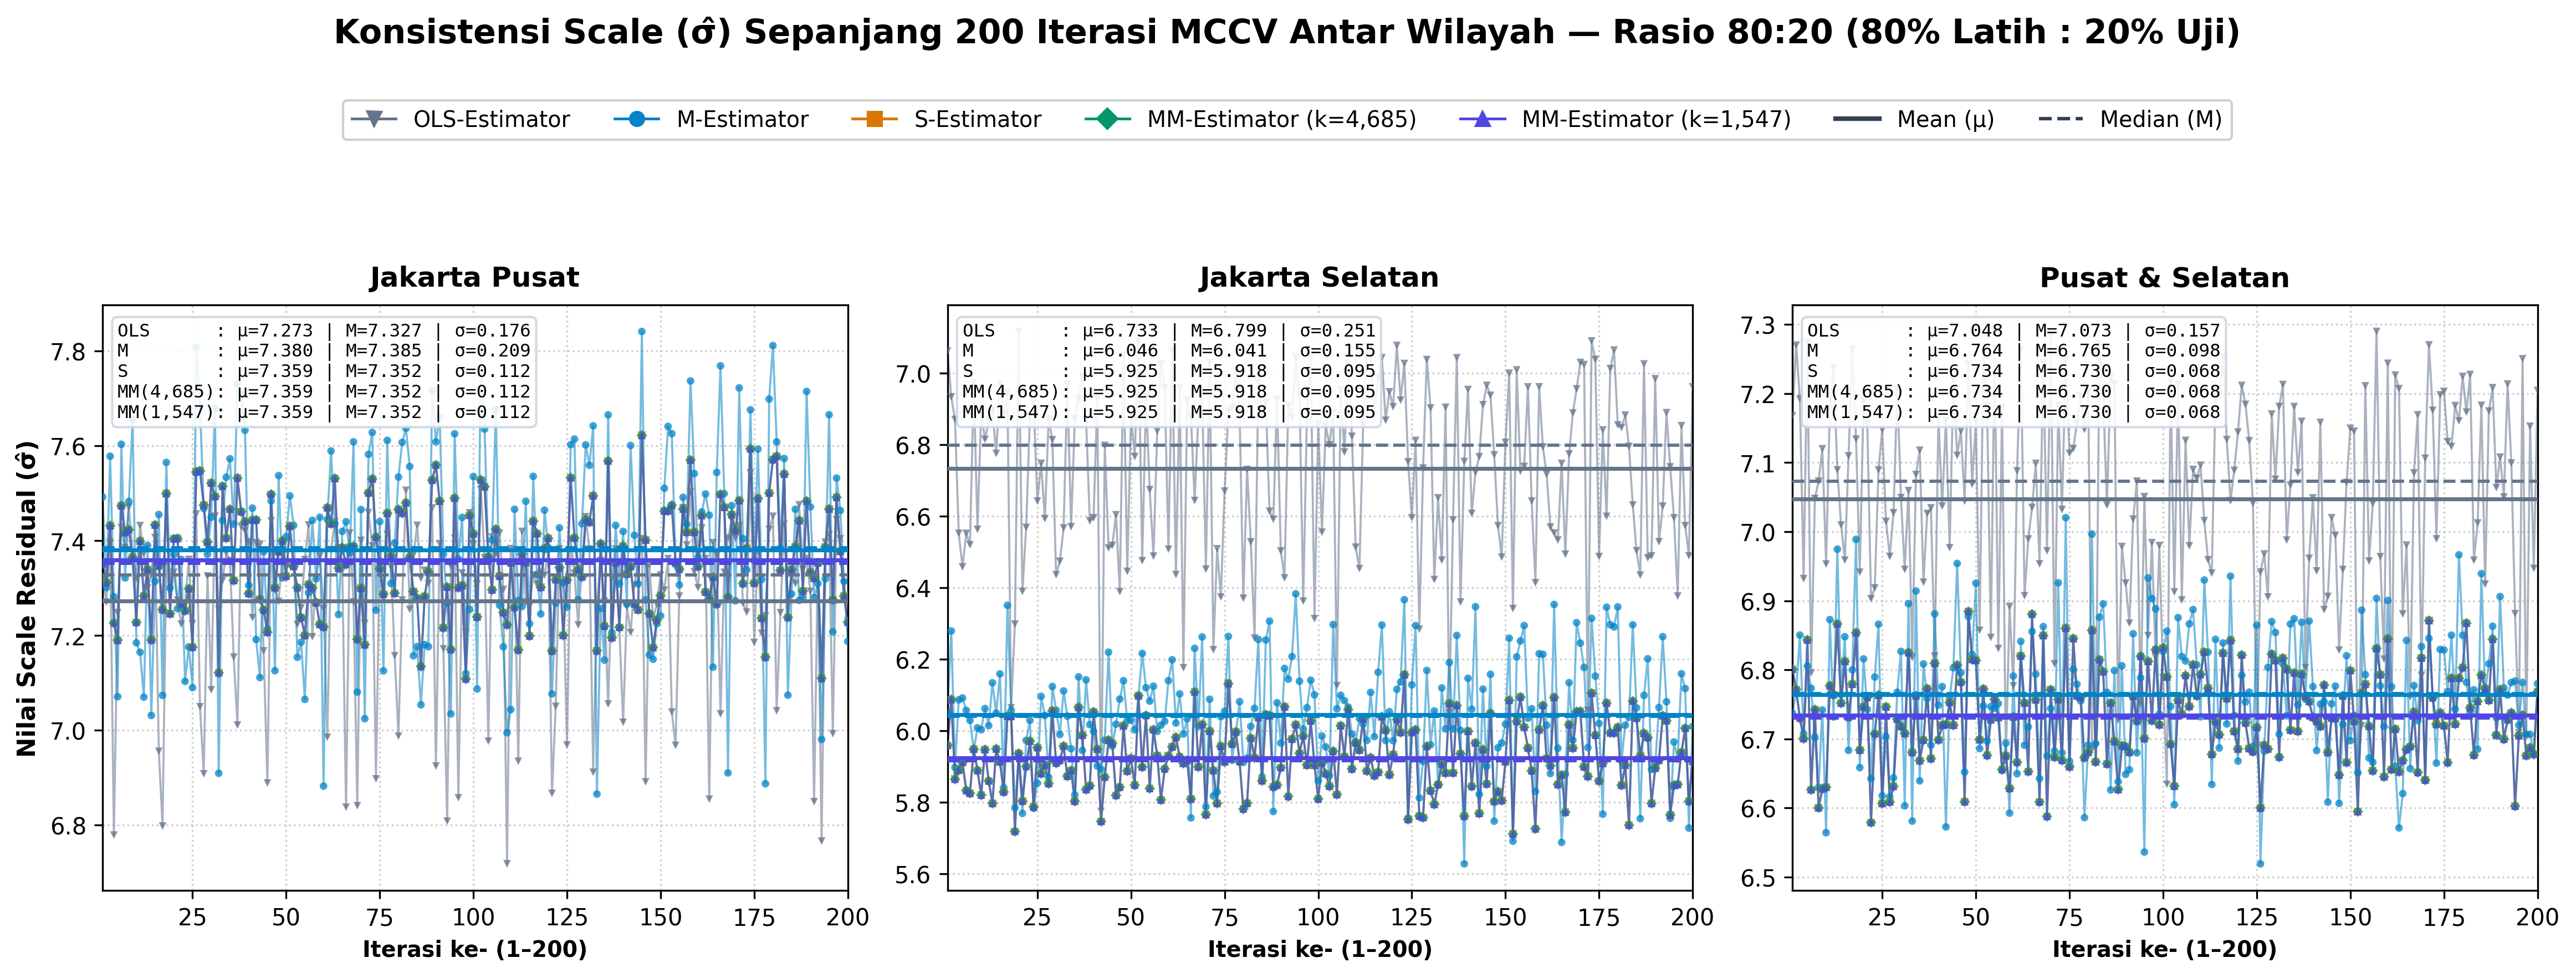 Konsistensi Scale (σ̂) Sepanjang 200 Iterasi MCCV Antar Wilayah — Rasio 80:20 (80% Latih : 20% Uji)
OLS-Estimator M-Estimator S-Estimator MM-Estimator (k=4,685) MM-Estimator (k=1,547) Mean (μ) Median (M)
Jakarta Pusat
Nilai Scale Residual (σ̂)
7.8
7.6
7.4
7.2
7.0
6.8
OLS : μ=7.273 | M=7.327 | σ=0.176
M : μ=7.380 | M=7.385 | σ=0.209
S : μ=7.359 | M=7.352 | σ=0.112
MM(4,685): μ=7.359 | M=7.352 | σ=0.112
MM(1,547): μ=7.359 | M=7.352 | σ=0.112
25 50 75 100 125 150 175 200
Iterasi ke- (1–200)
Jakarta Selatan
7.0
6.8
6.6
6.4
6.2
6.0
5.8
5.6
OLS : μ=6.733 | M=6.799 | σ=0.251
M : μ=6.046 | M=6.041 | σ=0.155
S : μ=5.925 | M=5.918 | σ=0.095
MM(4,685): μ=5.925 | M=5.918 | σ=0.095
MM(1,547): μ=5.925 | M=5.918 | σ=0.095
25 50 75 100 125 150 175 200
Iterasi ke- (1–200)
Pusat & Selatan
7.3
7.2
7.1
7.0
6.9
6.8
6.7
6.6
6.5
OLS : μ=7.048 | M=7.073 | σ=0.157
M : μ=6.764 | M=6.765 | σ=0.098
S : μ=6.734 | M=6.730 | σ=0.068
MM(4,685): μ=6.734 | M=6.730 | σ=0.068
MM(1,547): μ=6.734 | M=6.730 | σ=0.068
25 50 75 100 125 150 175 200
Iterasi ke- (1–200)